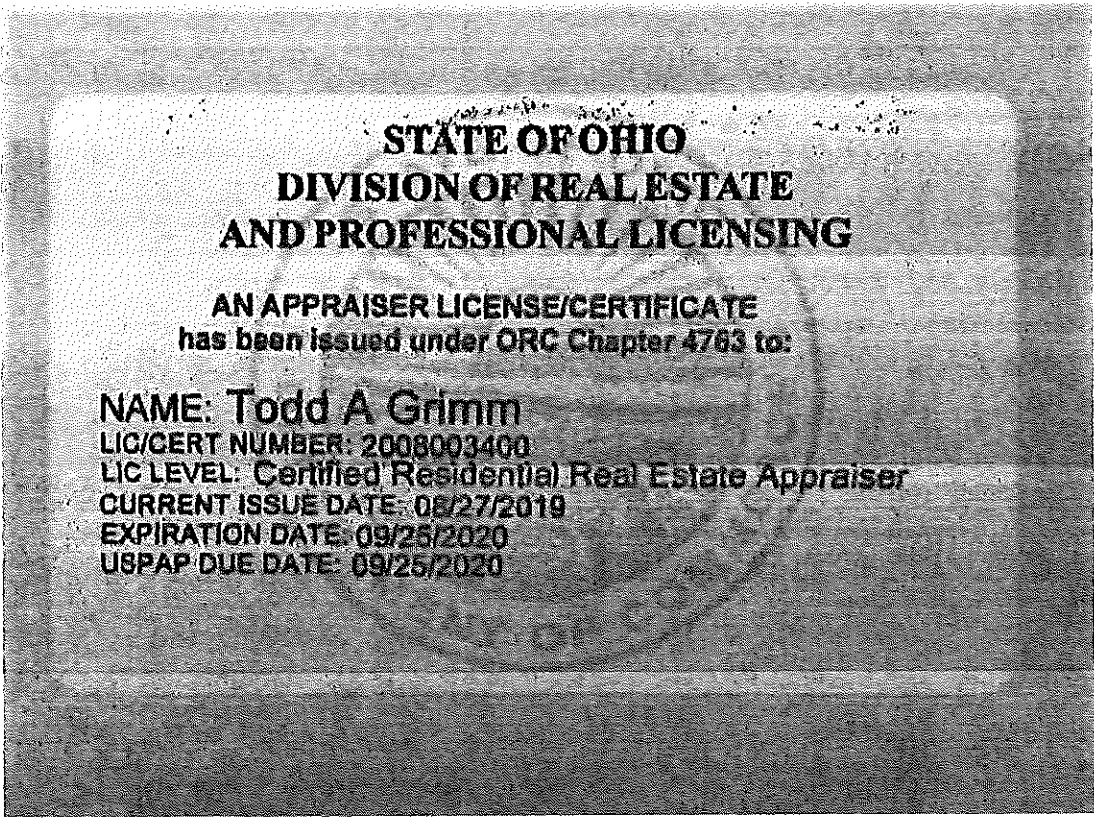 STATE OF OHIO
DIVISION OF REAL ESTATE
AND PROFESSIONAL LICENSING
AN APPRAISER LICENSE/CERTIFICATE
has been issued under ORC Chapter 4763 to:
NAME: Todd A Grimm
LIC/CERT NUMBER: 2008003400
LIC LEVEL: Certified Residential Real Estate Appraiser
CURRENT ISSUE DATE: 08/27/2019
EXPIRATION DATE: 09/25/2020
USPAP DUE DATE: 09/25/2020